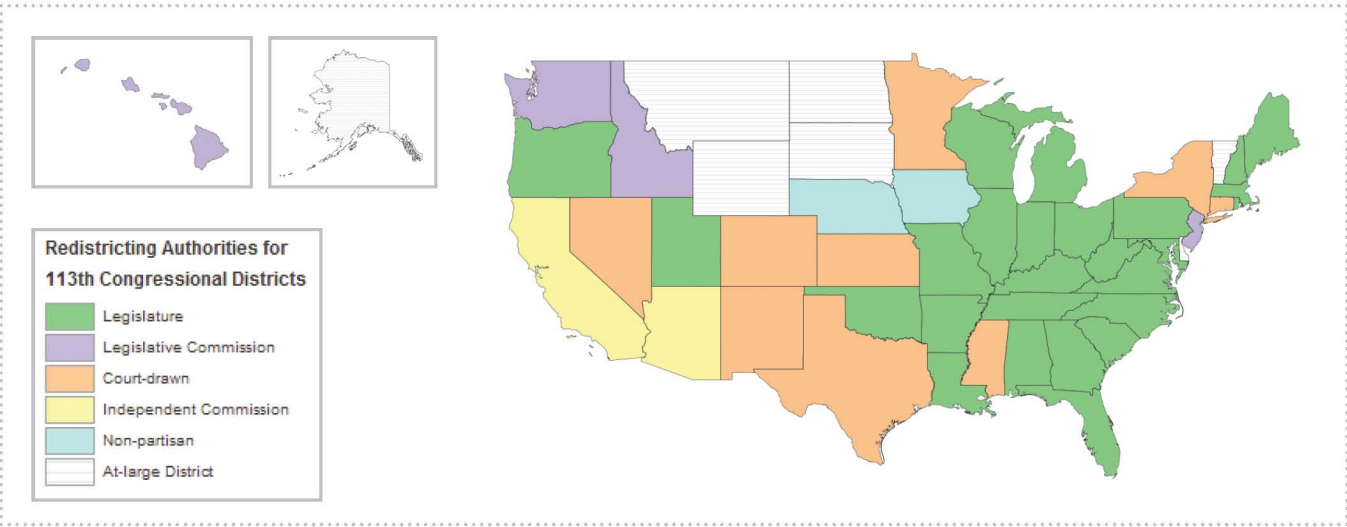 Redistricting Authorities for
113th Congressional Districts
Legislature
Legislative Commission
Court-drawn
Independent Commission
Non-partisan
At-large District